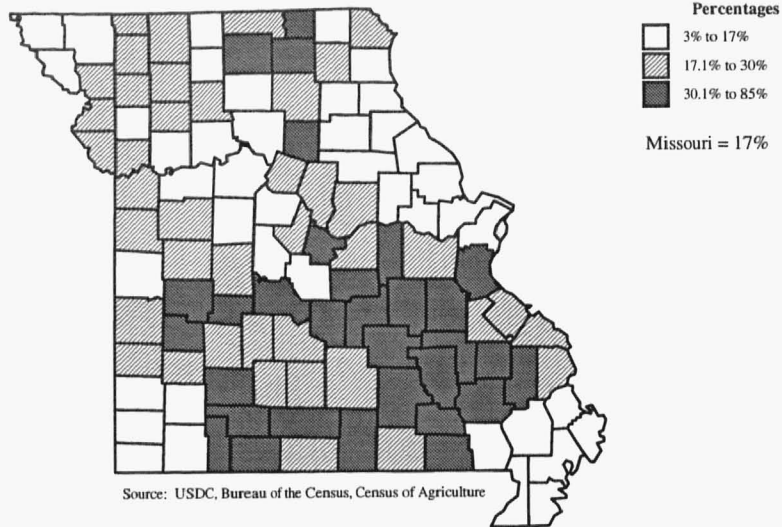 Percentages
3% to 17%
17.1% to 30%
30.1% to 85%
Missouri = 17%
Source: USDC, Bureau of the Census, Census of Agriculture